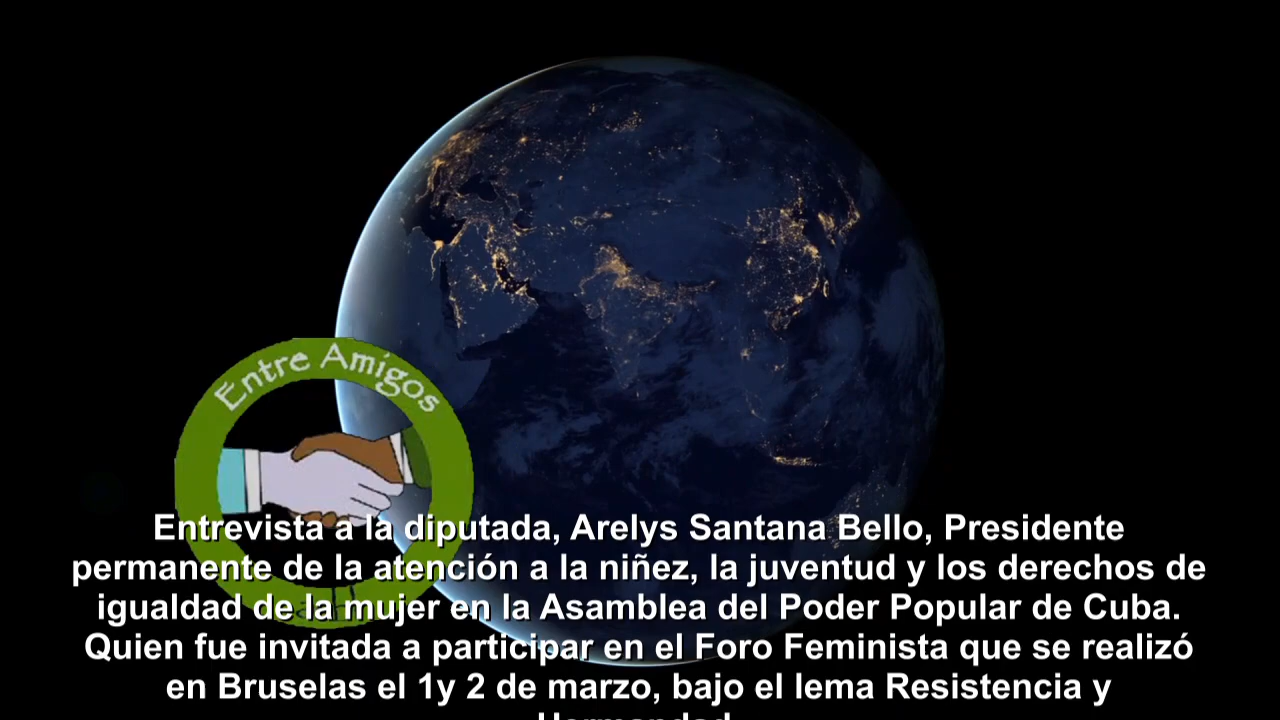 Entre Amigos
Entrevista a la diputada, Arelys Santana Bello, Presidente
permanente de la atención a la niñez, la juventud y los derechos de
igualdad de la mujer en la Asamblea del Poder Popular de Cuba.
Quien fue invitada a participar en el Foro Feminista que se realizó
en Bruselas el 1y 2 de marzo, bajo el lema Resistencia y